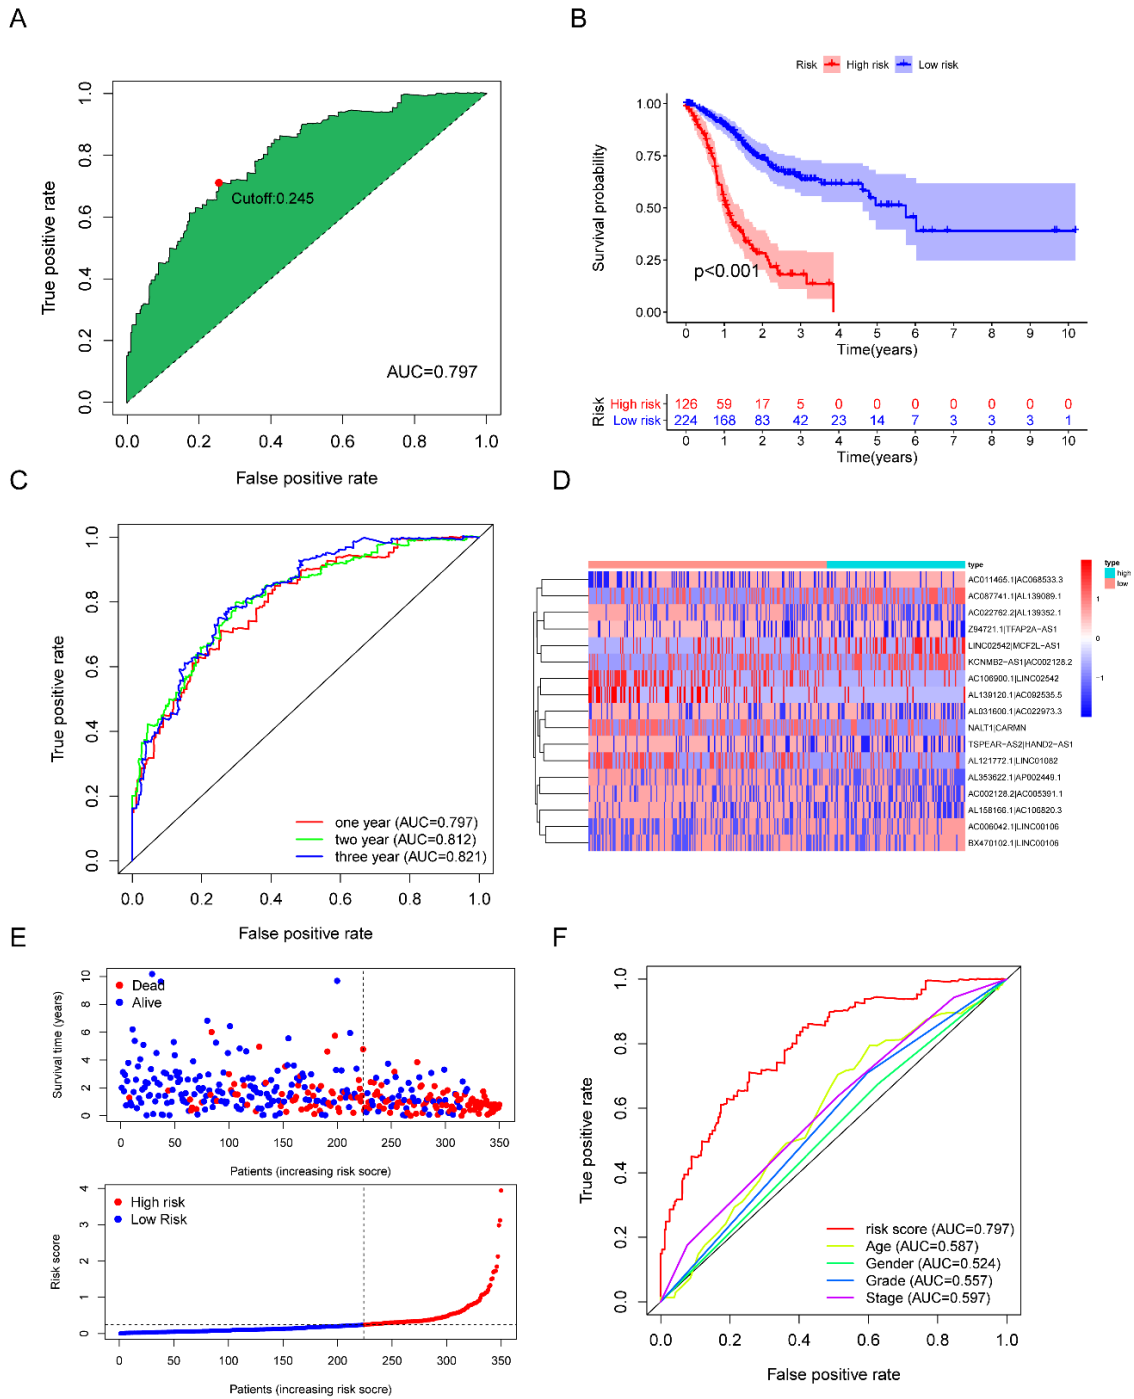 A
1.0
0.8
0.6
0.4
0.2
0.0
True positive rate
Cutoff:0.245
AUC=0.797
0.0 0.2 0.4 0.6 0.8 1.0
False positive rate
B
Risk High risk Low risk
1.00
0.75
0.50
0.25
0.00
Survival probability
p<0.001
0 1 2 3 4 5 6 7 8 9 10
Time(years)
Risk
High risk 126 59 17 5 0 0 0 0 0 0 0
Low risk 224 168 83 42 23 14 7 3 3 3 1
0 1 2 3 4 5 6 7 8 9 10
Time(years)
C
1.0
0.8
0.6
0.4
0.2
0.0
True positive rate
one year (AUC=0.797)
two year (AUC=0.812)
three year (AUC=0.821)
0.0 0.2 0.4 0.6 0.8 1.0
False positive rate
D
type
AC011465.1|AC068533.3
AC087741.1|AL139089.1
AC022762.2|AL139352.1
Z94721.1|TFAP2A-AS1
LINC02542|MCF2L-AS1
KCNMB2-AS1|AC002128.2
AC106900.1|LINC02542
AL139120.1|AC092535.5
AL031600.1|AC022973.3
NALT1|CARMN
TSPEAR-AS2|HAND2-AS1
AL121772.1|LINC01082
AL353622.1|AP002449.1
AC002128.2|AC085391.1
AL158166.1|AC100820.3
AC006042.1|LINC00106
BX470102.1|LINC00106
1
0
-1
type
high
low
E
Dead
Alive
10
8
6
4
2
0
Survival time (years)
0 50 100 150 200 250 300 350
Patients (increasing risk socre)
High risk
Low Risk
4
3
2
1
0
Risk score
0 50 100 150 200 250 300 350
Patients (increasing risk socre)
F
1.0
0.8
0.6
0.4
0.2
0.0
True positive rate
risk score (AUC=0.797)
Age (AUC=0.587)
Gender (AUC=0.524)
Grade (AUC=0.557)
Stage (AUC=0.597)
0.0 0.2 0.4 0.6 0.8 1.0
False positive rate